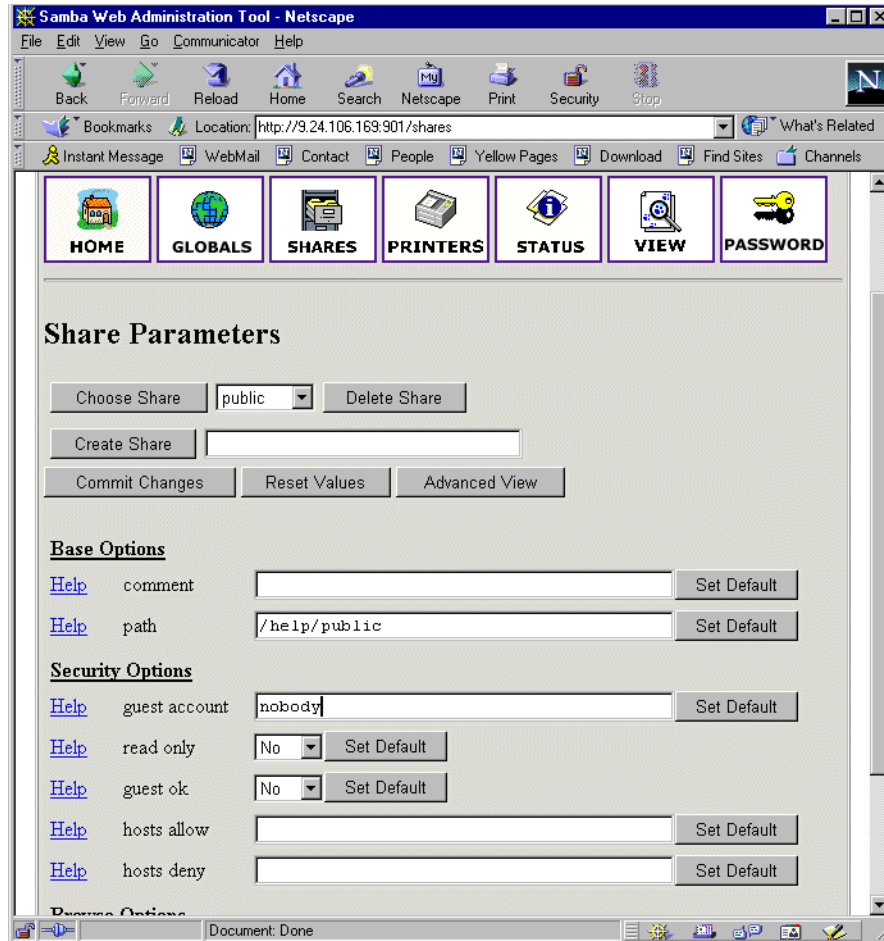 Samba Web Administration Tool - Netscape
File Edit View Go Communicator Help
My
Back Forward Reload Home Search Netscape Print Security Stop
N
Bookmarks Location: http://9.24.106.169:901/shares What's Related
Instant Message WebMail Contact People Yellow Pages Download Find Sites Channels
HOME GLOBALS SHARES PRINTERS STATUS VIEW PASSWORD
Share Parameters
Choose Share public Delete Share
Create Share
Commit Changes Reset Values Advanced View
Base Options
Help comment Set Default
Help path /help/public Set Default
Security Options
Help guest account nobody Set Default
Help read only No Set Default
Help guest ok No Set Default
Help hosts allow Set Default
Help hosts deny Set Default
Browse Options
Document: Done